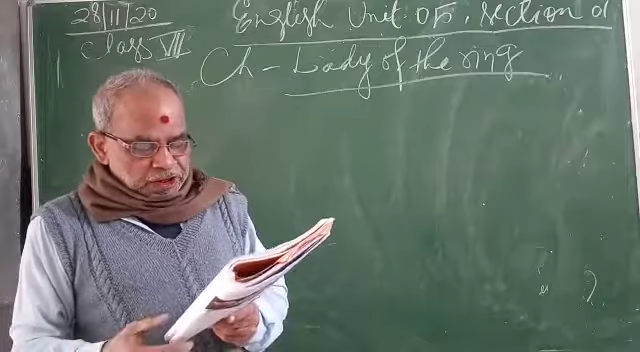 28/11/20
Class VII
English Unit 05, section 01
Ch - Lady of the ring